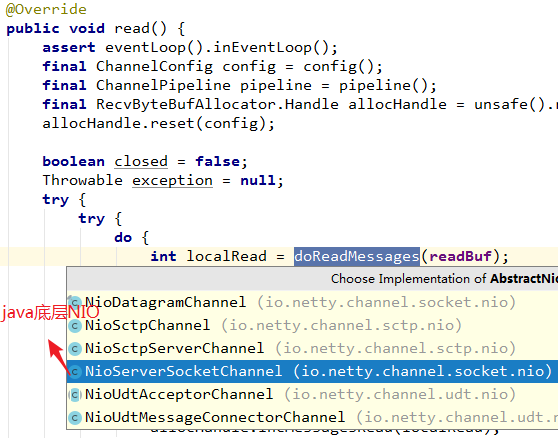 @Override
public void read() {
assert eventLoop().inEventLoop();
final ChannelConfig config = config();
final ChannelPipeline pipeline = pipeline();
final RecvByteBufAllocator.Handle allocHandle = unsafe().
allocHandle.reset(config);
boolean closed = false;
Throwable exception = null;
try {
try {
do {
int localRead = doReadMessages(readBuf);
Choose Implementation of AbstractNio
java底层NIO
NioDatagramChannel (io.netty.channel.socket.nio)
NioSctpChannel (io.netty.channel.sctp.nio)
NioSctpServerChannel (io.netty.channel.sctp.nio)
NioServerSocketChannel (io.netty.channel.socket.nio)
NioUdtAcceptorChannel (io.netty.channel.udt.nio)
NioUdtMessageConnectorChannel (io.netty.channel.udt.n
allocHandle.incMessagesRead(localRead);